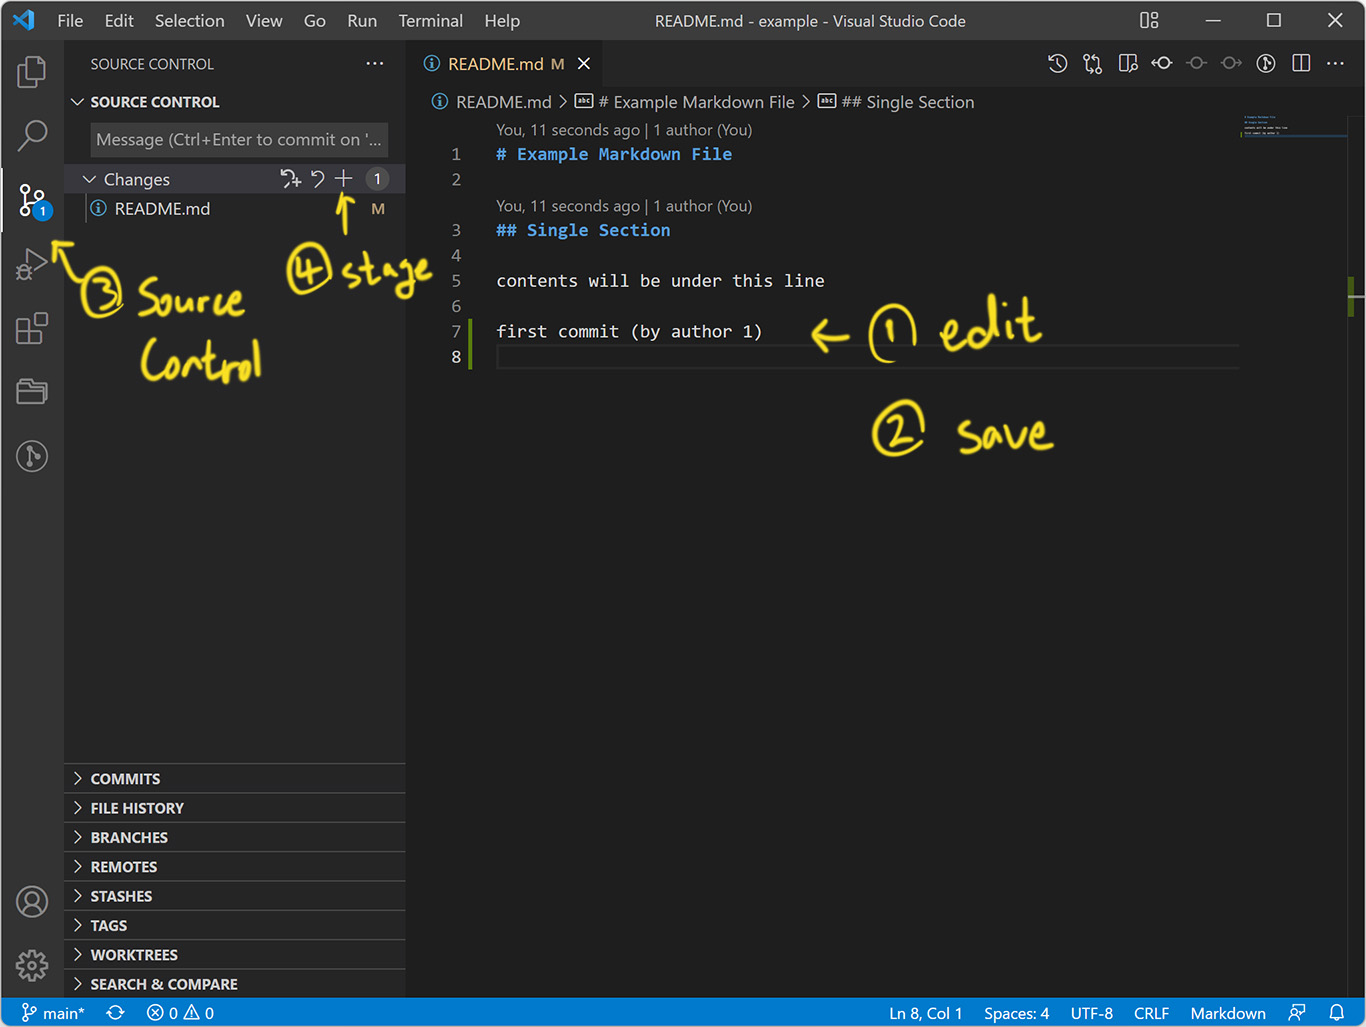 File Edit Selection View Go Run Terminal Help README.md - example - Visual Studio Code
SOURCE CONTROL
README.md M
SOURCE CONTROL
README.md > # Example Markdown File > ## Single Section
Message (Ctrl+Enter to commit on '...
Changes 1
README.md M
You, 11 seconds ago | 1 author (You)
1 # Example Markdown File
2
You, 11 seconds ago | 1 author (You)
3 ## Single Section
4
5 contents will be under this line
6
7 first commit (by author 1)
8
1 edit
2 save
3 Source
Control
4 stage
1
COMMITS
FILE HISTORY
BRANCHES
REMOTES
STASHES
TAGS
WORKTREES
SEARCH & COMPARE
main* 0 0 Ln 8, Col 1 Spaces: 4 UTF-8 CRLF Markdown